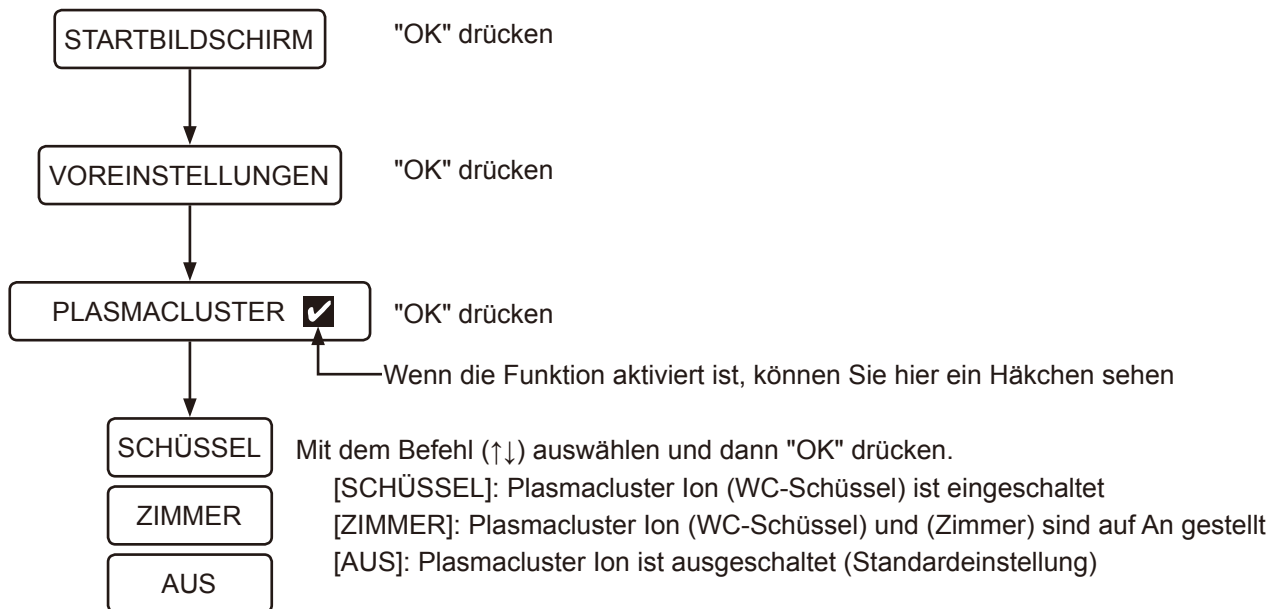 STARTBILDSCHIRM "OK" drücken
VOREINSTELLUNGEN "OK" drücken
PLASMACLUSTER ✔ "OK" drücken
Wenn die Funktion aktiviert ist, können Sie hier ein Häkchen sehen
SCHÜSSEL
Mit dem Befehl (↑↓) auswählen und dann "OK" drücken.
[SCHÜSSEL]: Plasmacluster Ion (WC-Schüssel) ist eingeschaltet
ZIMMER
[ZIMMER]: Plasmacluster Ion (WC-Schüssel) und (Zimmer) sind auf An gestellt
[AUS]: Plasmacluster Ion ist ausgeschaltet (Standardeinstellung)
AUS